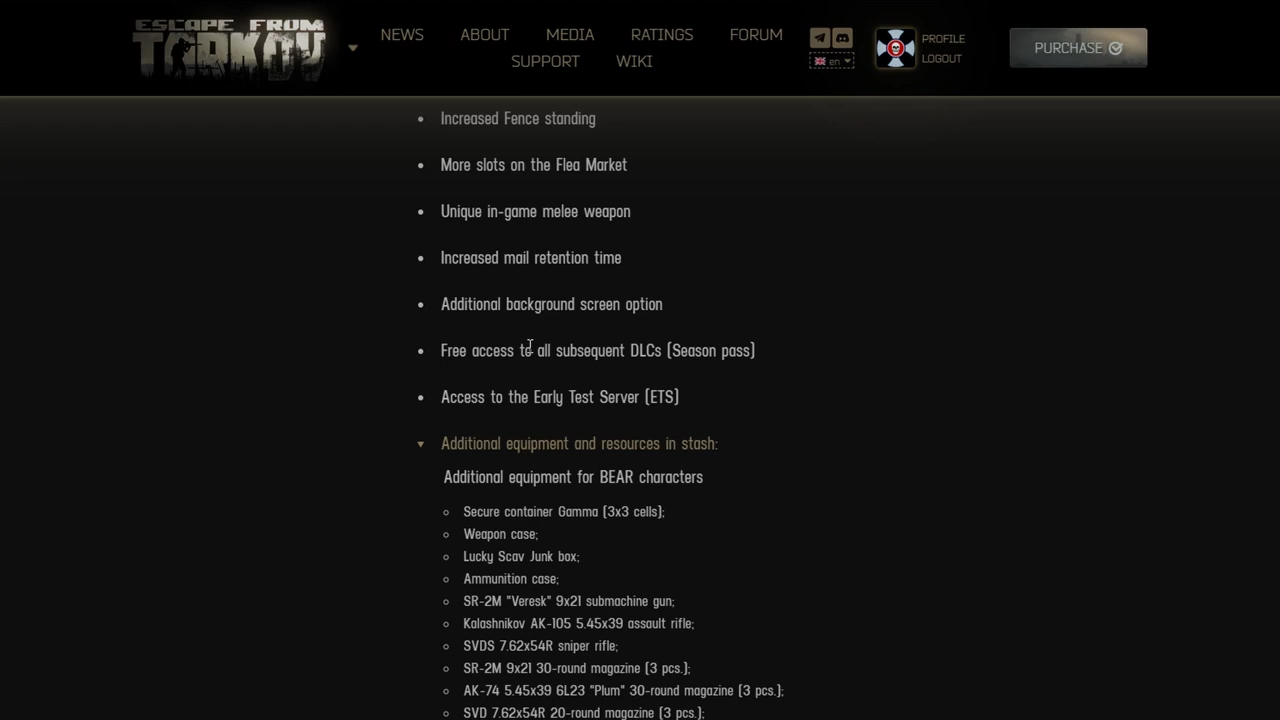 ESCAPE FROM
TARKOV
NEWS ABOUT MEDIA RATINGS FORUM
SUPPORT WIKI
en
PROFILE
LOGOUT
PURCHASE
Increased Fence standing
More slots on the Flea Market
Unique in-game melee weapon
Increased mail retention time
Additional background screen option
Free access to all subsequent DLCs (Season pass)
Access to the Early Test Server (ETS)
Additional equipment and resources in stash:
Additional equipment for BEAR characters
Secure container Gamma (3x3 cells);
Weapon case;
Lucky Scav Junk box;
Ammunition case;
SR-2M "Veresk" 9x21 submachine gun;
Kalashnikov AK-105 5.45x39 assault rifle;
SVDS 7.62x54R sniper rifle;
SR-2M 9x21 30-round magazine (3 pcs.);
AK-74 5.45x39 6L23 "Plum" 30-round magazine (3 pcs.);
SVD 7.62x54R 20-round magazine (3 pcs.);